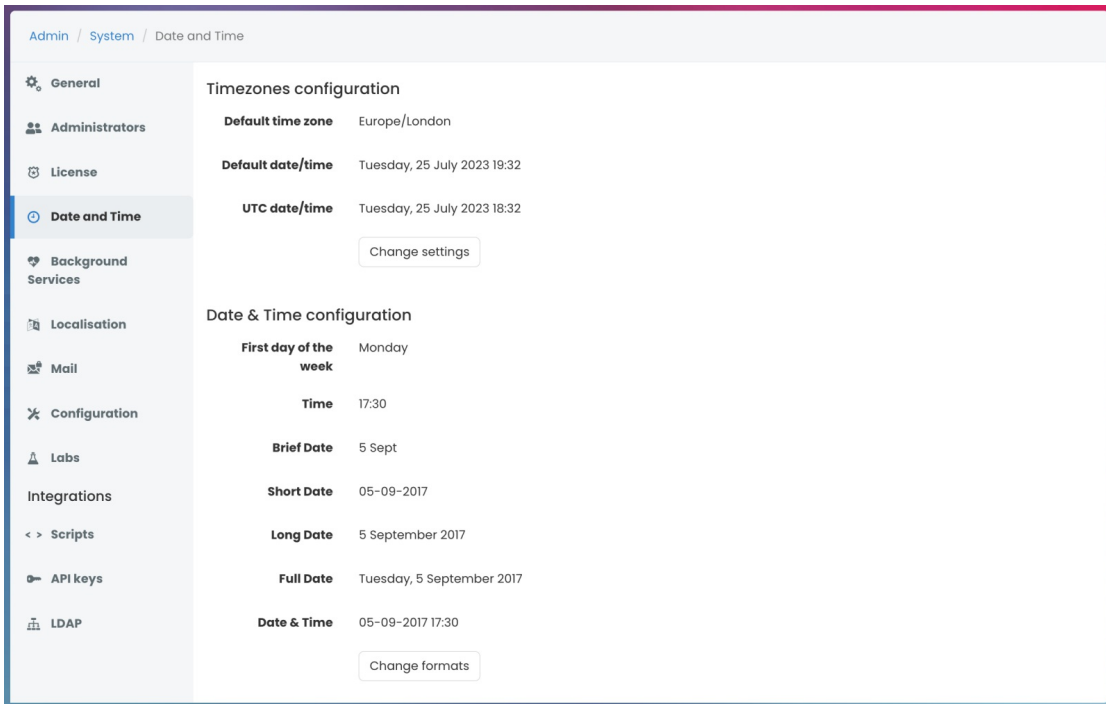 Admin / System / Date and Time
General
Administrators
License
Date and Time
Background
Services
Localisation
Mail
Configuration
Labs
Integrations
< > Scripts
API keys
LDAP
Timezones configuration
Default time zone Europe/London
Default date/time Tuesday, 25 July 2023 19:32
UTC date/time Tuesday, 25 July 2023 18:32
Change settings
Date & Time configuration
First day of the Monday
week
Time 17:30
Brief Date 5 Sept
Short Date 05-09-2017
Long Date 5 September 2017
Full Date Tuesday, 5 September 2017
Date & Time 05-09-2017 17:30
Change formats